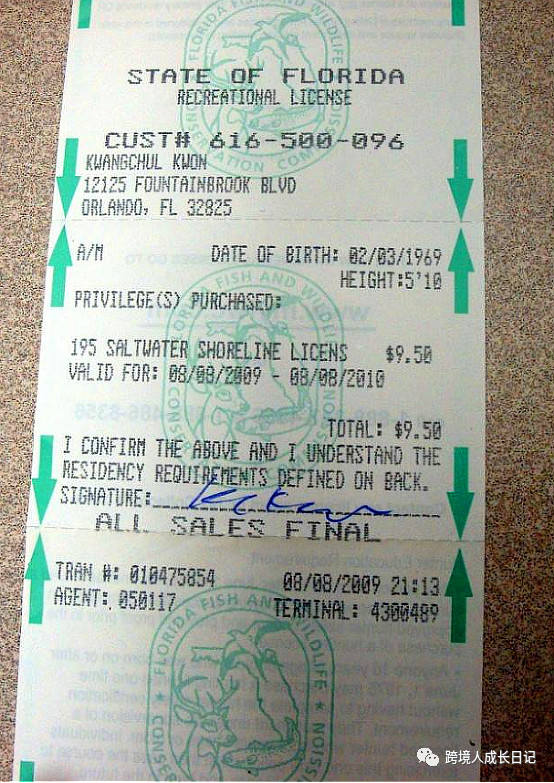 STATE OF FLORIDA
RECREATIONAL LICENSE
CUST# 616-500-096
KWANGCHUL KWON
12125 FOUNTAINBROOK BLVD
ORLANDO, FL 32825
A/M DATE OF BIRTH: 02/03/1969
HEIGHT:5'10
PRIVILEGE(S) PURCHASED:
195 SALTWATER SHORELINE LICENS $9.50
VALID FOR: 08/08/2009 - 08/08/2010
TOTAL: $9.50
I CONFIRM THE ABOVE AND I UNDERSTAND THE
RESIDENCY REQUIREMENTS DEFINED ON BACK.
SIGNATURE:
ALL SALES FINAL
TRAN #: 010475854 08/08/2009 21:13
AGENT: 050117 TERMINAL: 4300489
FLORIDA FISH AND WILDLIFE
跨境人成长日记